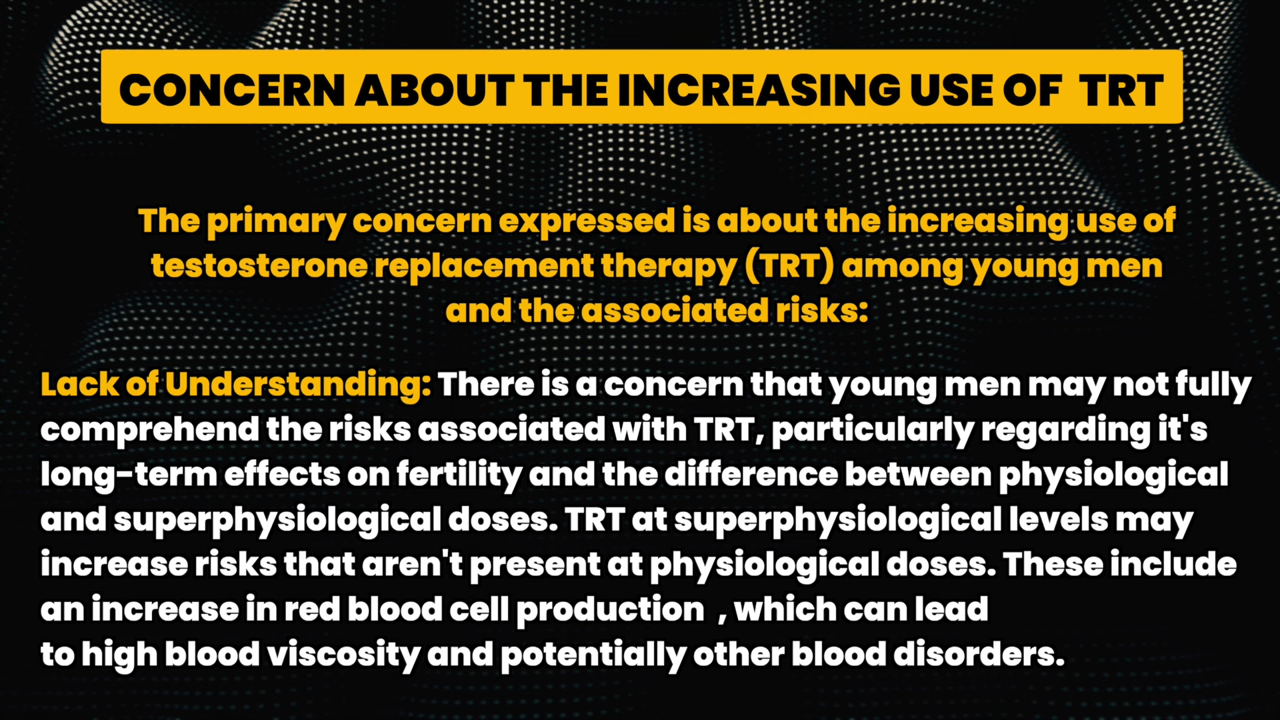 CONCERN ABOUT THE INCREASING USE OF TRT
The primary concern expressed is about the increasing use of
testosterone replacement therapy (TRT) among young men
and the associated risks:
Lack of Understanding: There is a concern that young men may not fully
comprehend the risks associated with TRT, particularly regarding it's
long-term effects on fertility and the difference between physiological
and superphysiological doses. TRT at superphysiological levels may
increase risks that aren't present at physiological doses. These include
an increase in red blood cell production , which can lead
to high blood viscosity and potentially other blood disorders.